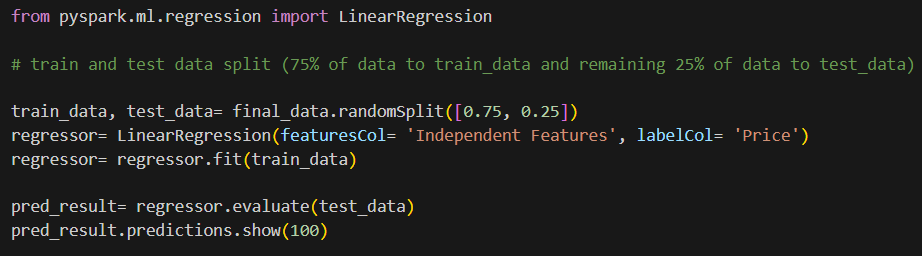 from pyspark.ml.regression import LinearRegression
# train and test data split (75% of data to train_data and remaining 25% of data to test_data)
train_data, test_data= final_data.randomSplit([0.75, 0.25])
regressor= LinearRegression(featuresCol= 'Independent Features', labelCol= 'Price')
regressor= regressor.fit(train_data)
pred_result= regressor.evaluate(test_data)
pred_result.predictions.show(100)